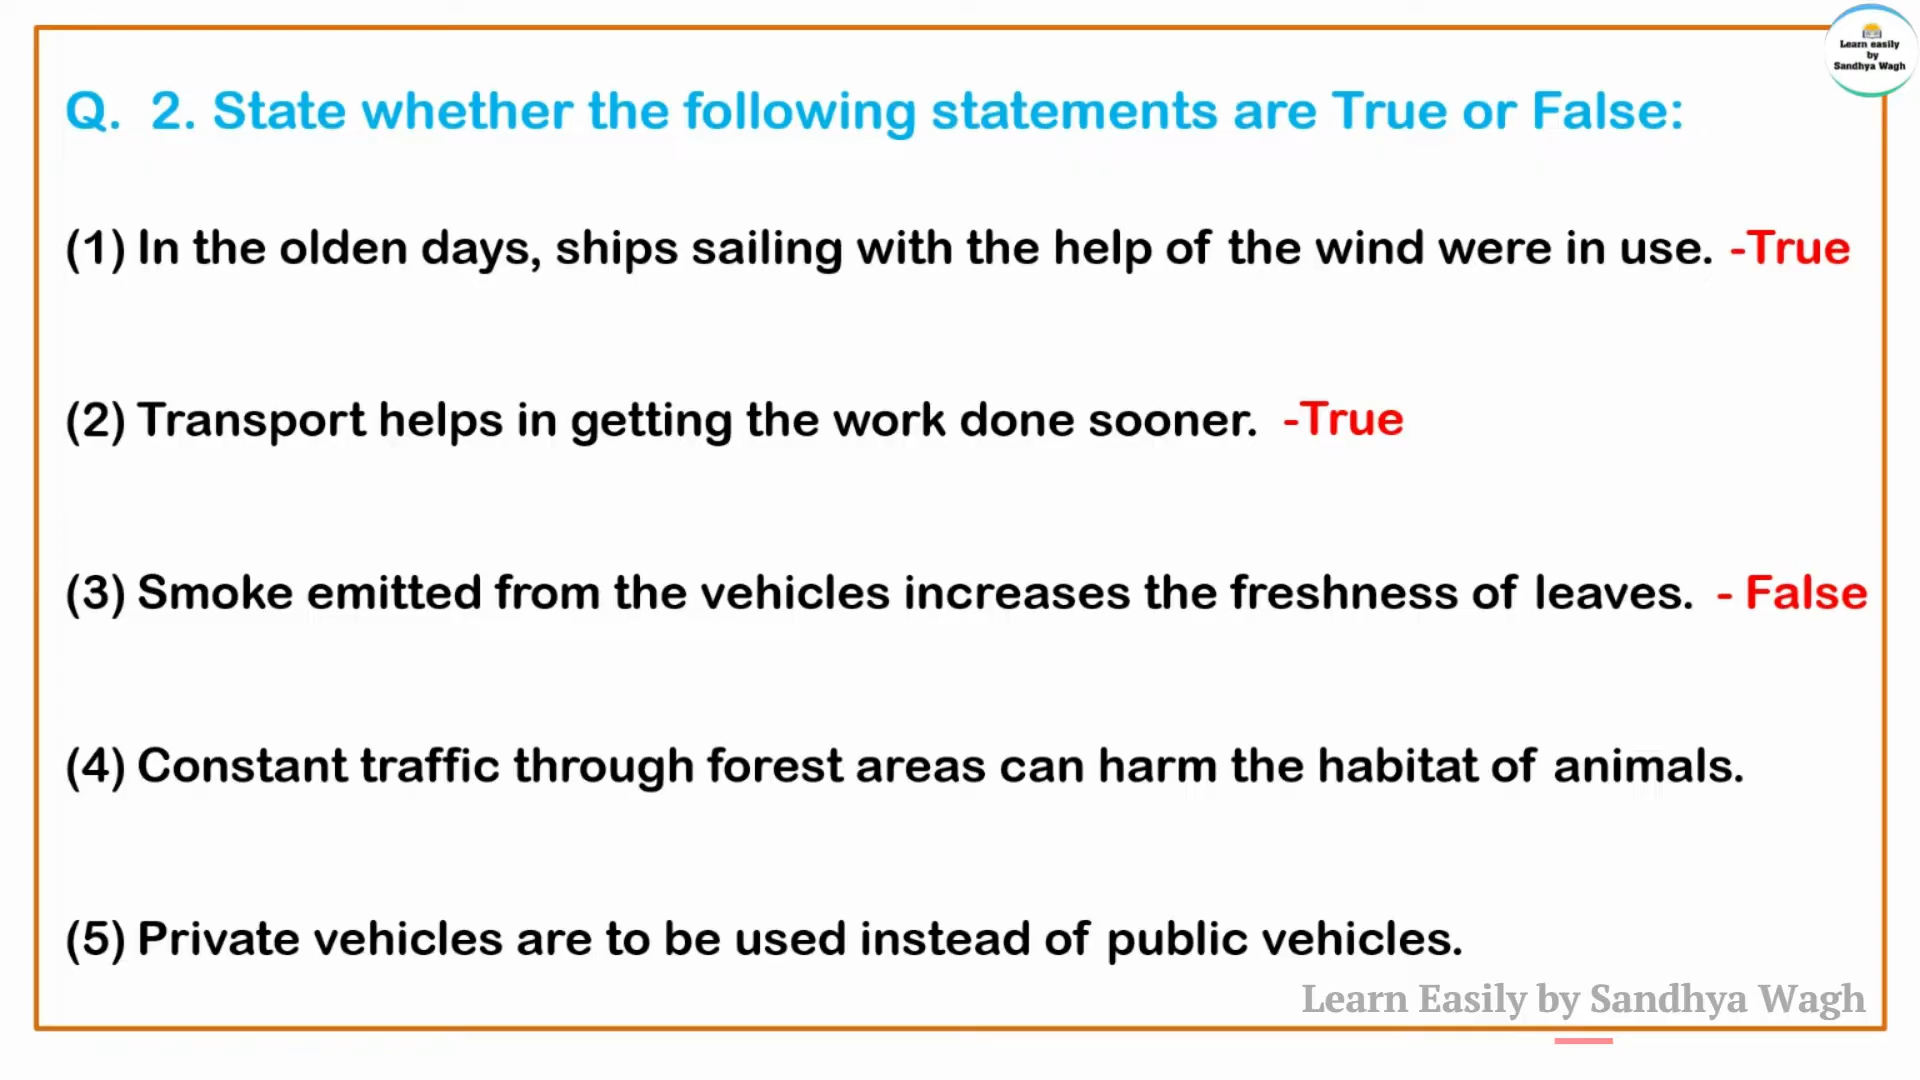 Learn easily
by
Sandhya Wagh
Q. 2. State whether the following statements are True or False:
(1) In the olden days, ships sailing with the help of the wind were in use. -True
(2) Transport helps in getting the work done sooner. -True
(3) Smoke emitted from the vehicles increases the freshness of leaves. - False
(4) Constant traffic through forest areas can harm the habitat of animals.
(5) Private vehicles are to be used instead of public vehicles.
Learn Easily by Sandhya Wagh